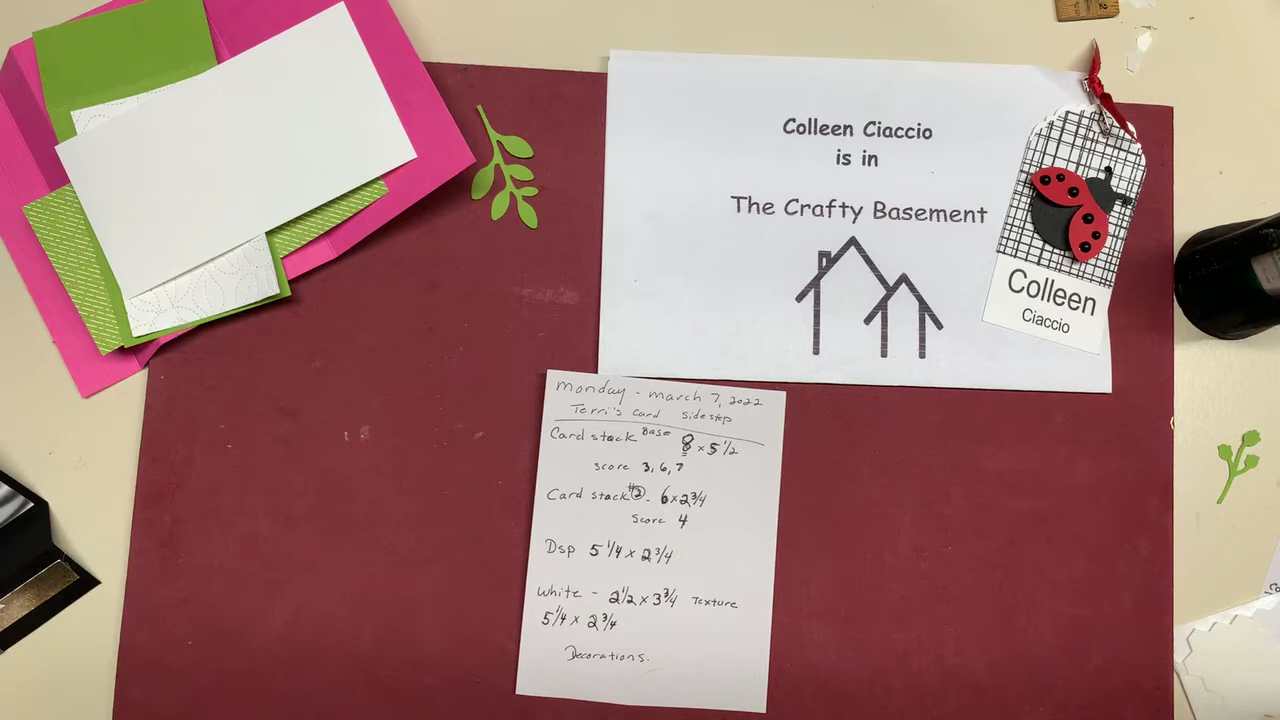 Colleen Ciaccio
is in
The Crafty Basement
Colleen
Ciaccio
monday - march 7, 2022
Terri's Card Sidestep
Card stack Base 8 x 5 1/2
score 3, 6, 7
Card stack #2 - 6 x 2 3/4
Score 4
Dsp 5 1/4 x 2 3/4
White - 2 1/2 x 3 3/4 Texture
5 1/4 x 2 3/4
Decorations.